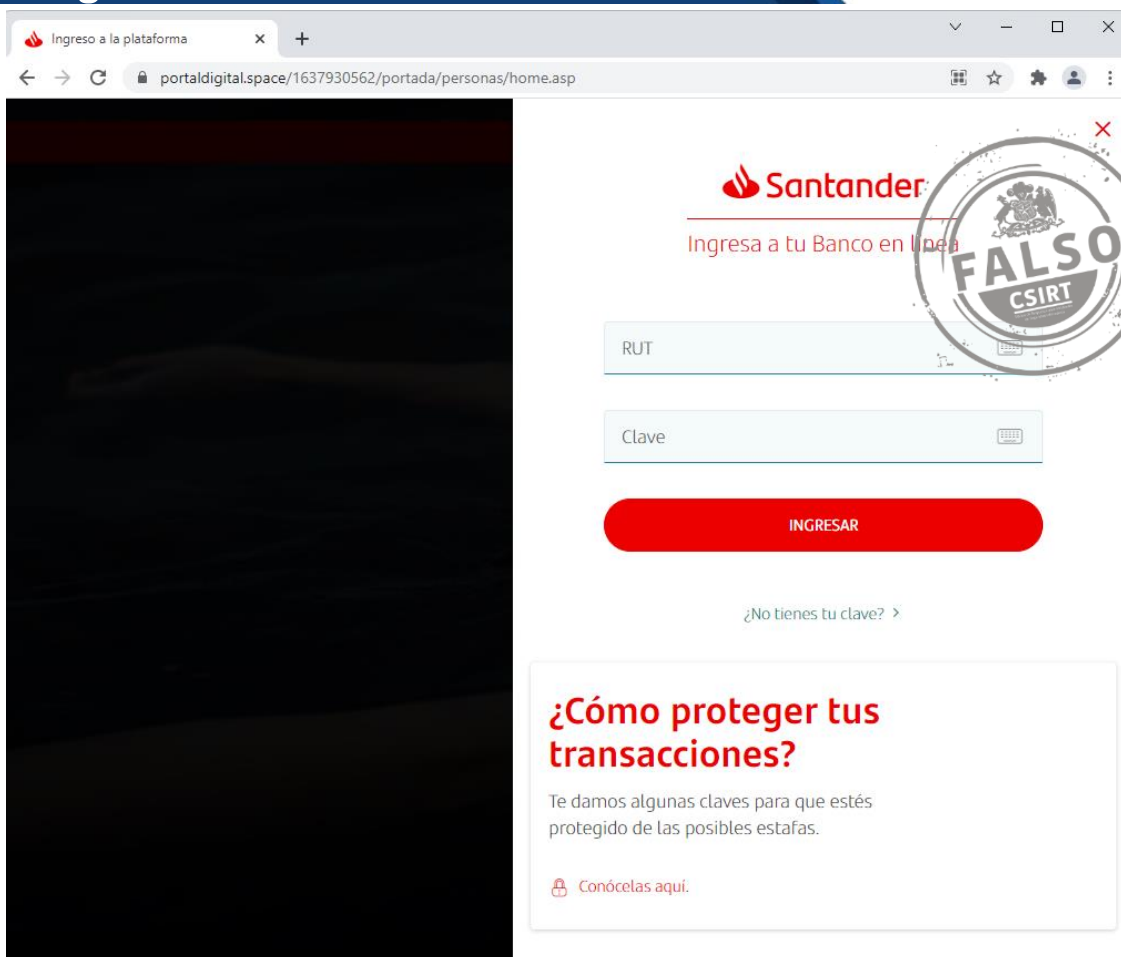 Ingreso a la plataforma
portaldigital.space/1637930562/portada/personas/home.asp
Santander
Ingresa a tu Banco en línea
FALSO
CSIRT
RUT
Clave
INGRESAR
¿No tienes tu clave? >
¿Cómo proteger tus
transacciones?
Te damos algunas claves para que estés
protegido de las posibles estafas.
Conócelas aquí.